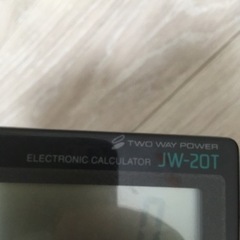 TWO WAY POWER
ELECTRONIC CALCULATOR JW-20T